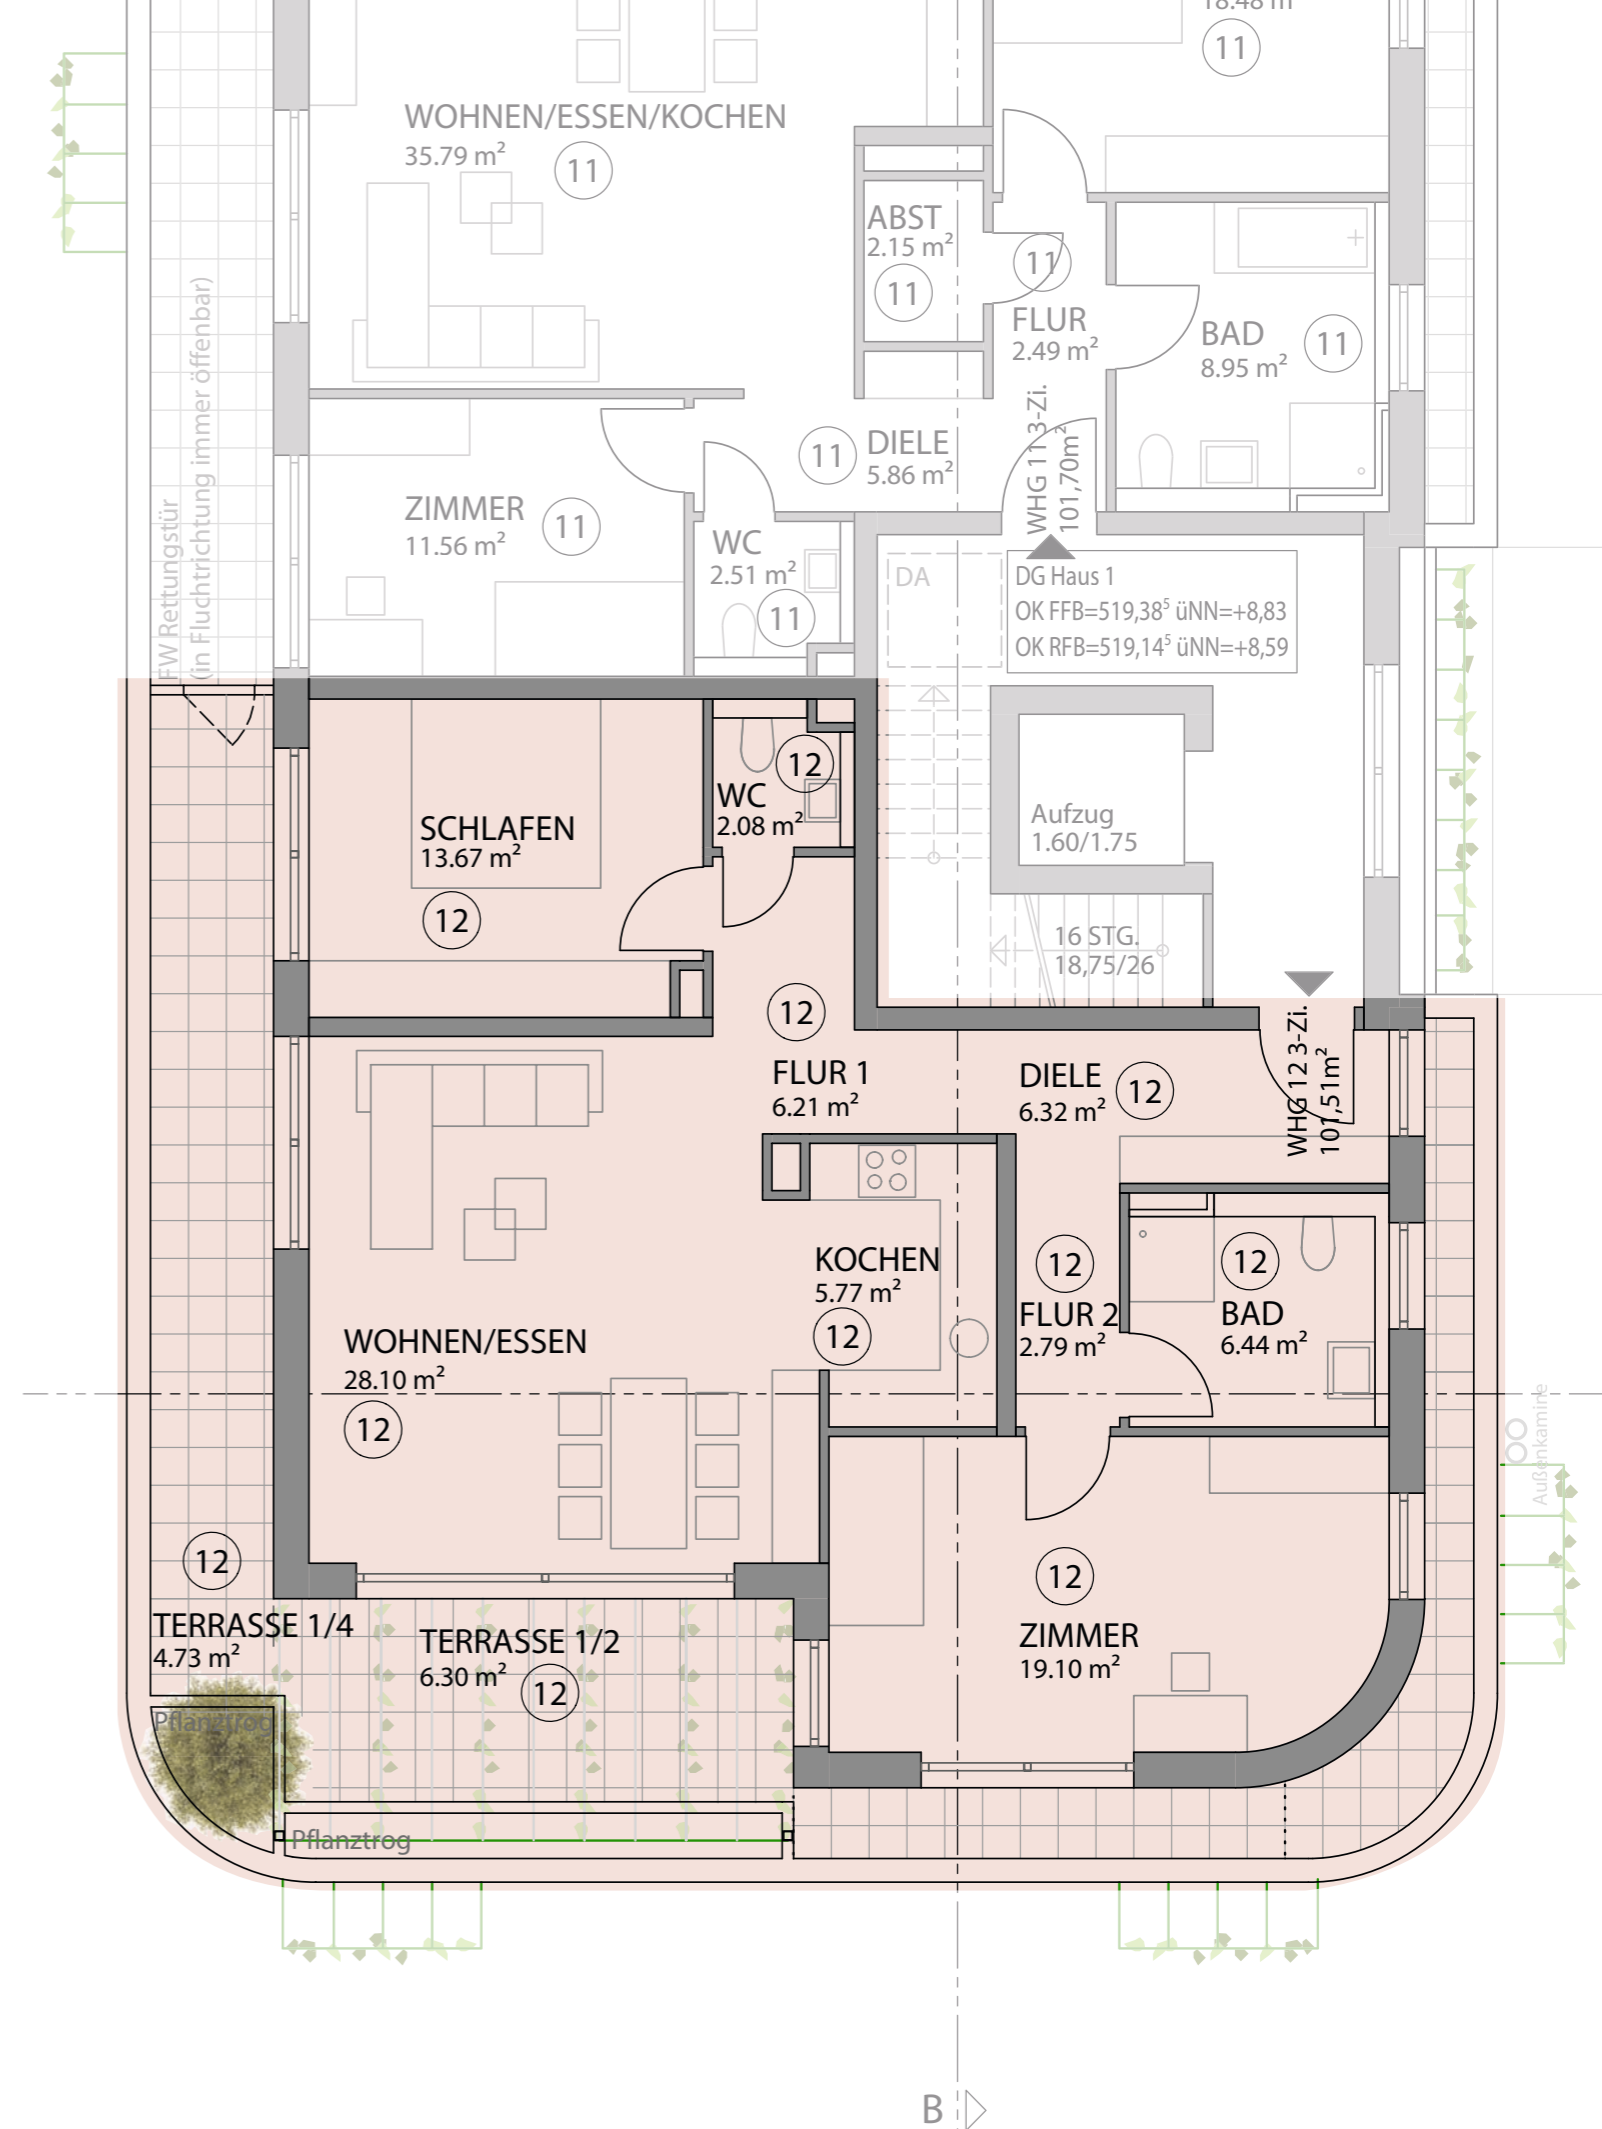 18.48 m²
11
WOHNEN/ESSEN/KOCHEN
35.79 m²
11
ABST
2.15 m²
11
11
FLUR
2.49 m²
BAD
8.95 m²
11
FW Rettungstür
(in Fluchtrichtung immer öffenbar)
11
DIELE
5.86 m²
WHG 11 3-Zi.
101,70m²
ZIMMER
11.56 m²
11
WC
2.51 m²
11
DA
DG Haus 1
OK FFB=519,38⁵ üNN=+8,83
OK RFB=519,14⁵ üNN=+8,59
Aufzug
1.60/1.75
16 STG.
18,75/26
SCHLAFEN
13.67 m²
12
WC
2.08 m²
12
12
FLUR 1
6.21 m²
DIELE
6.32 m²
12
WHG 12 3-Zi.
101,51m²
KOCHEN
5.77 m²
12
12
FLUR 2
2.79 m²
12
BAD
6.44 m²
WOHNEN/ESSEN
28.10 m²
12
Außenkamine
12
TERRASSE 1/4
4.73 m²
TERRASSE 1/2
6.30 m²
12
12
ZIMMER
19.10 m²
Pflanztrog
Pflanztrog
B